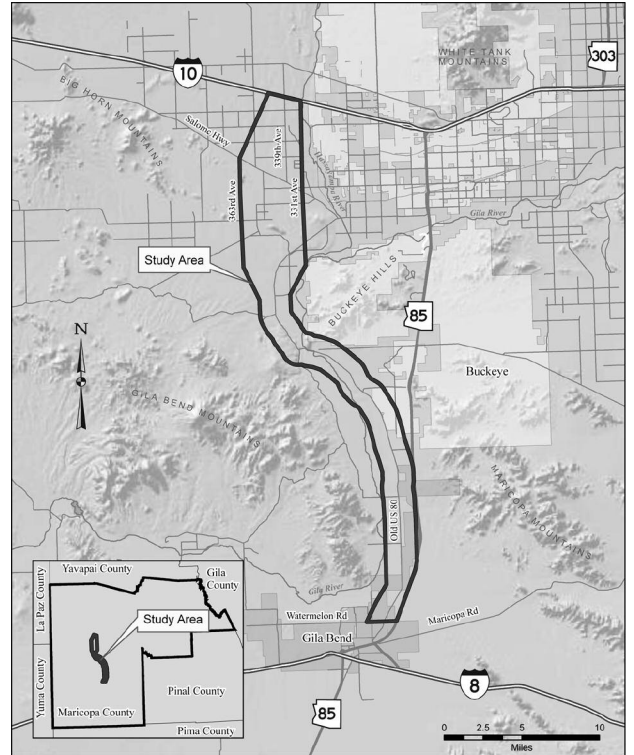 WHITE TANK
MOUNTAINS
303
10
BIG HORN MOUNTAINS
Salome Hwy
339th Ave
Hassayampa River
363rd Ave
331st Ave
Gila River
Study Area
BUCKEYE HILLS
85
N
Buckeye
GILA BEND MOUNTAINS
MARICOPA MOUNTAINS
Old US 80
Gila River
Watermelon Rd
Maricopa Rd
Gila Bend
8
85
La Paz County
Yavapai County
Gila
County
Study Area
Yuma County
Maricopa County
Pinal County
Pima County
0 2.5 5 10
Miles